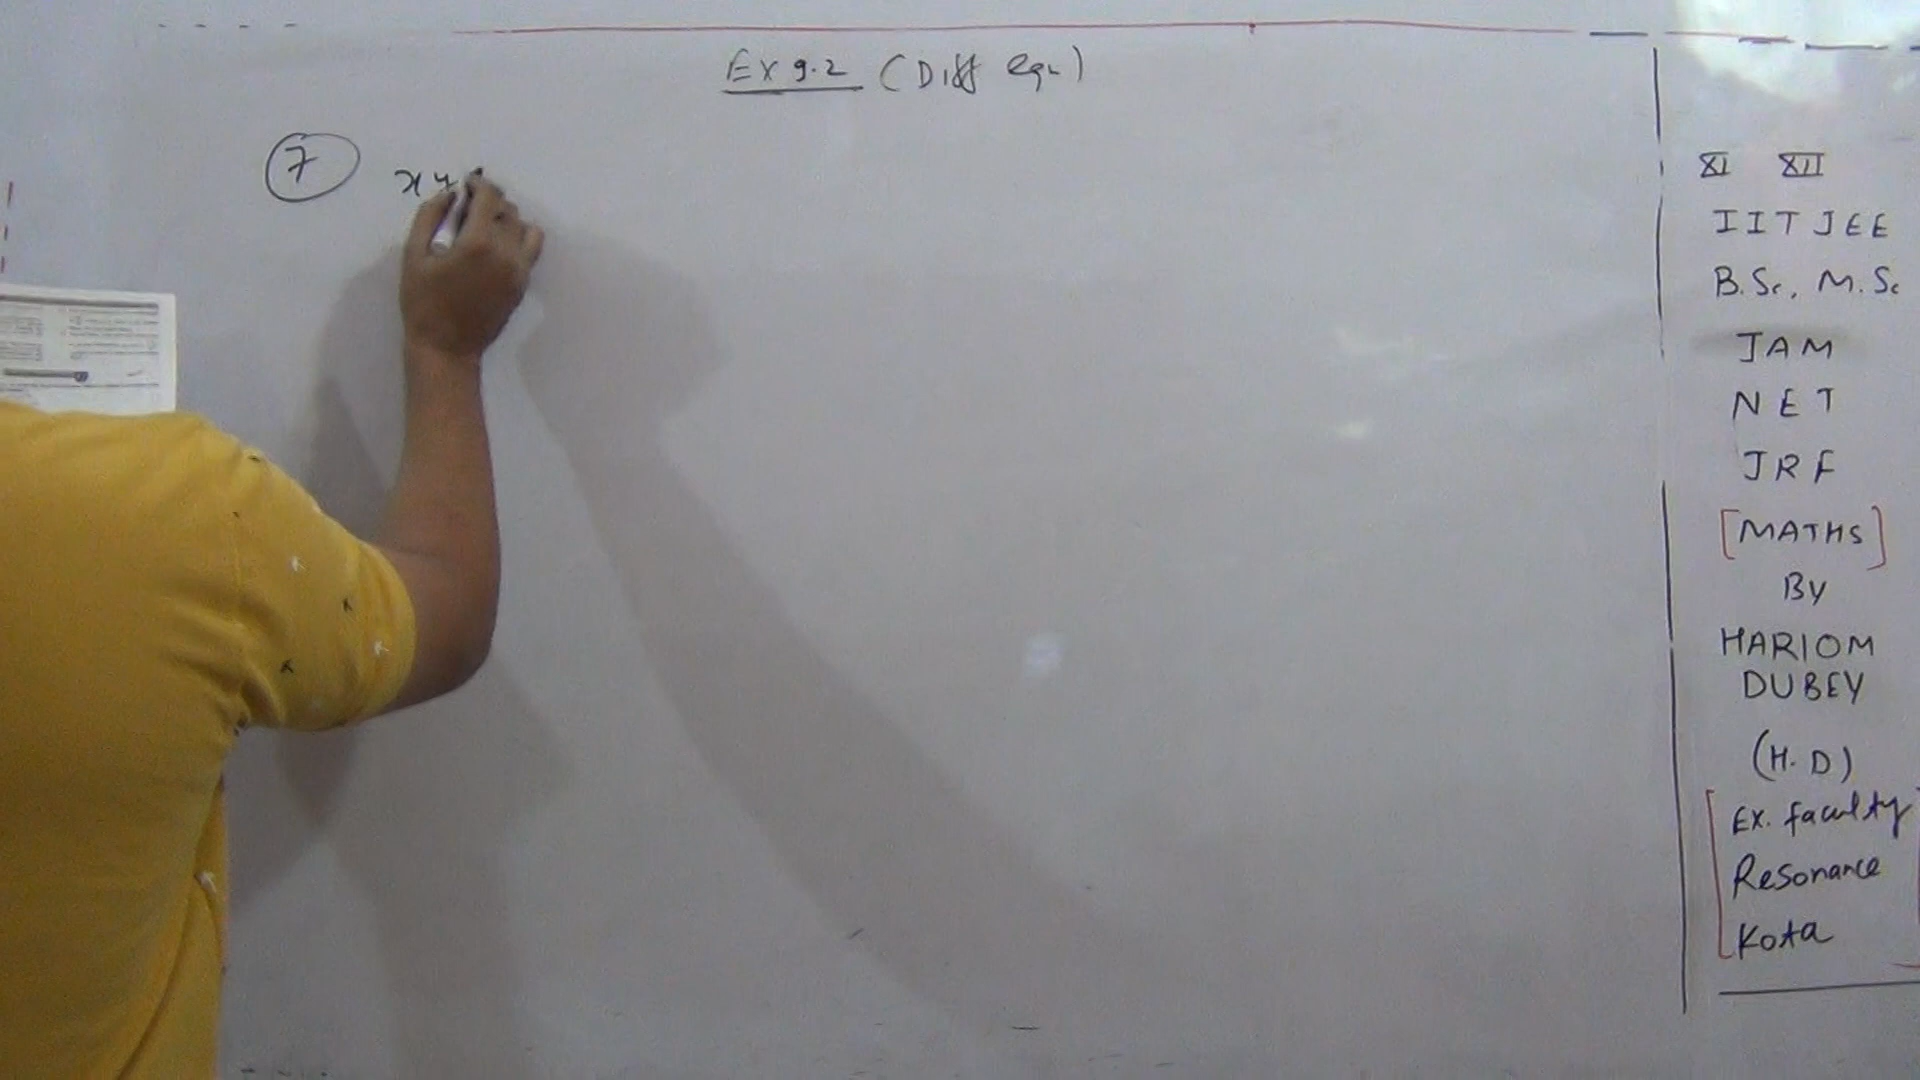 Ex 9.2 (Diff eqn)
7 xy
XI XII
IIT JEE
B.Sc, M.Sc
JAM
NET
JRF
[MATHS]
By
HARIOM
DUBEY
(H.D)
Ex. faculty
Resonance
Kota